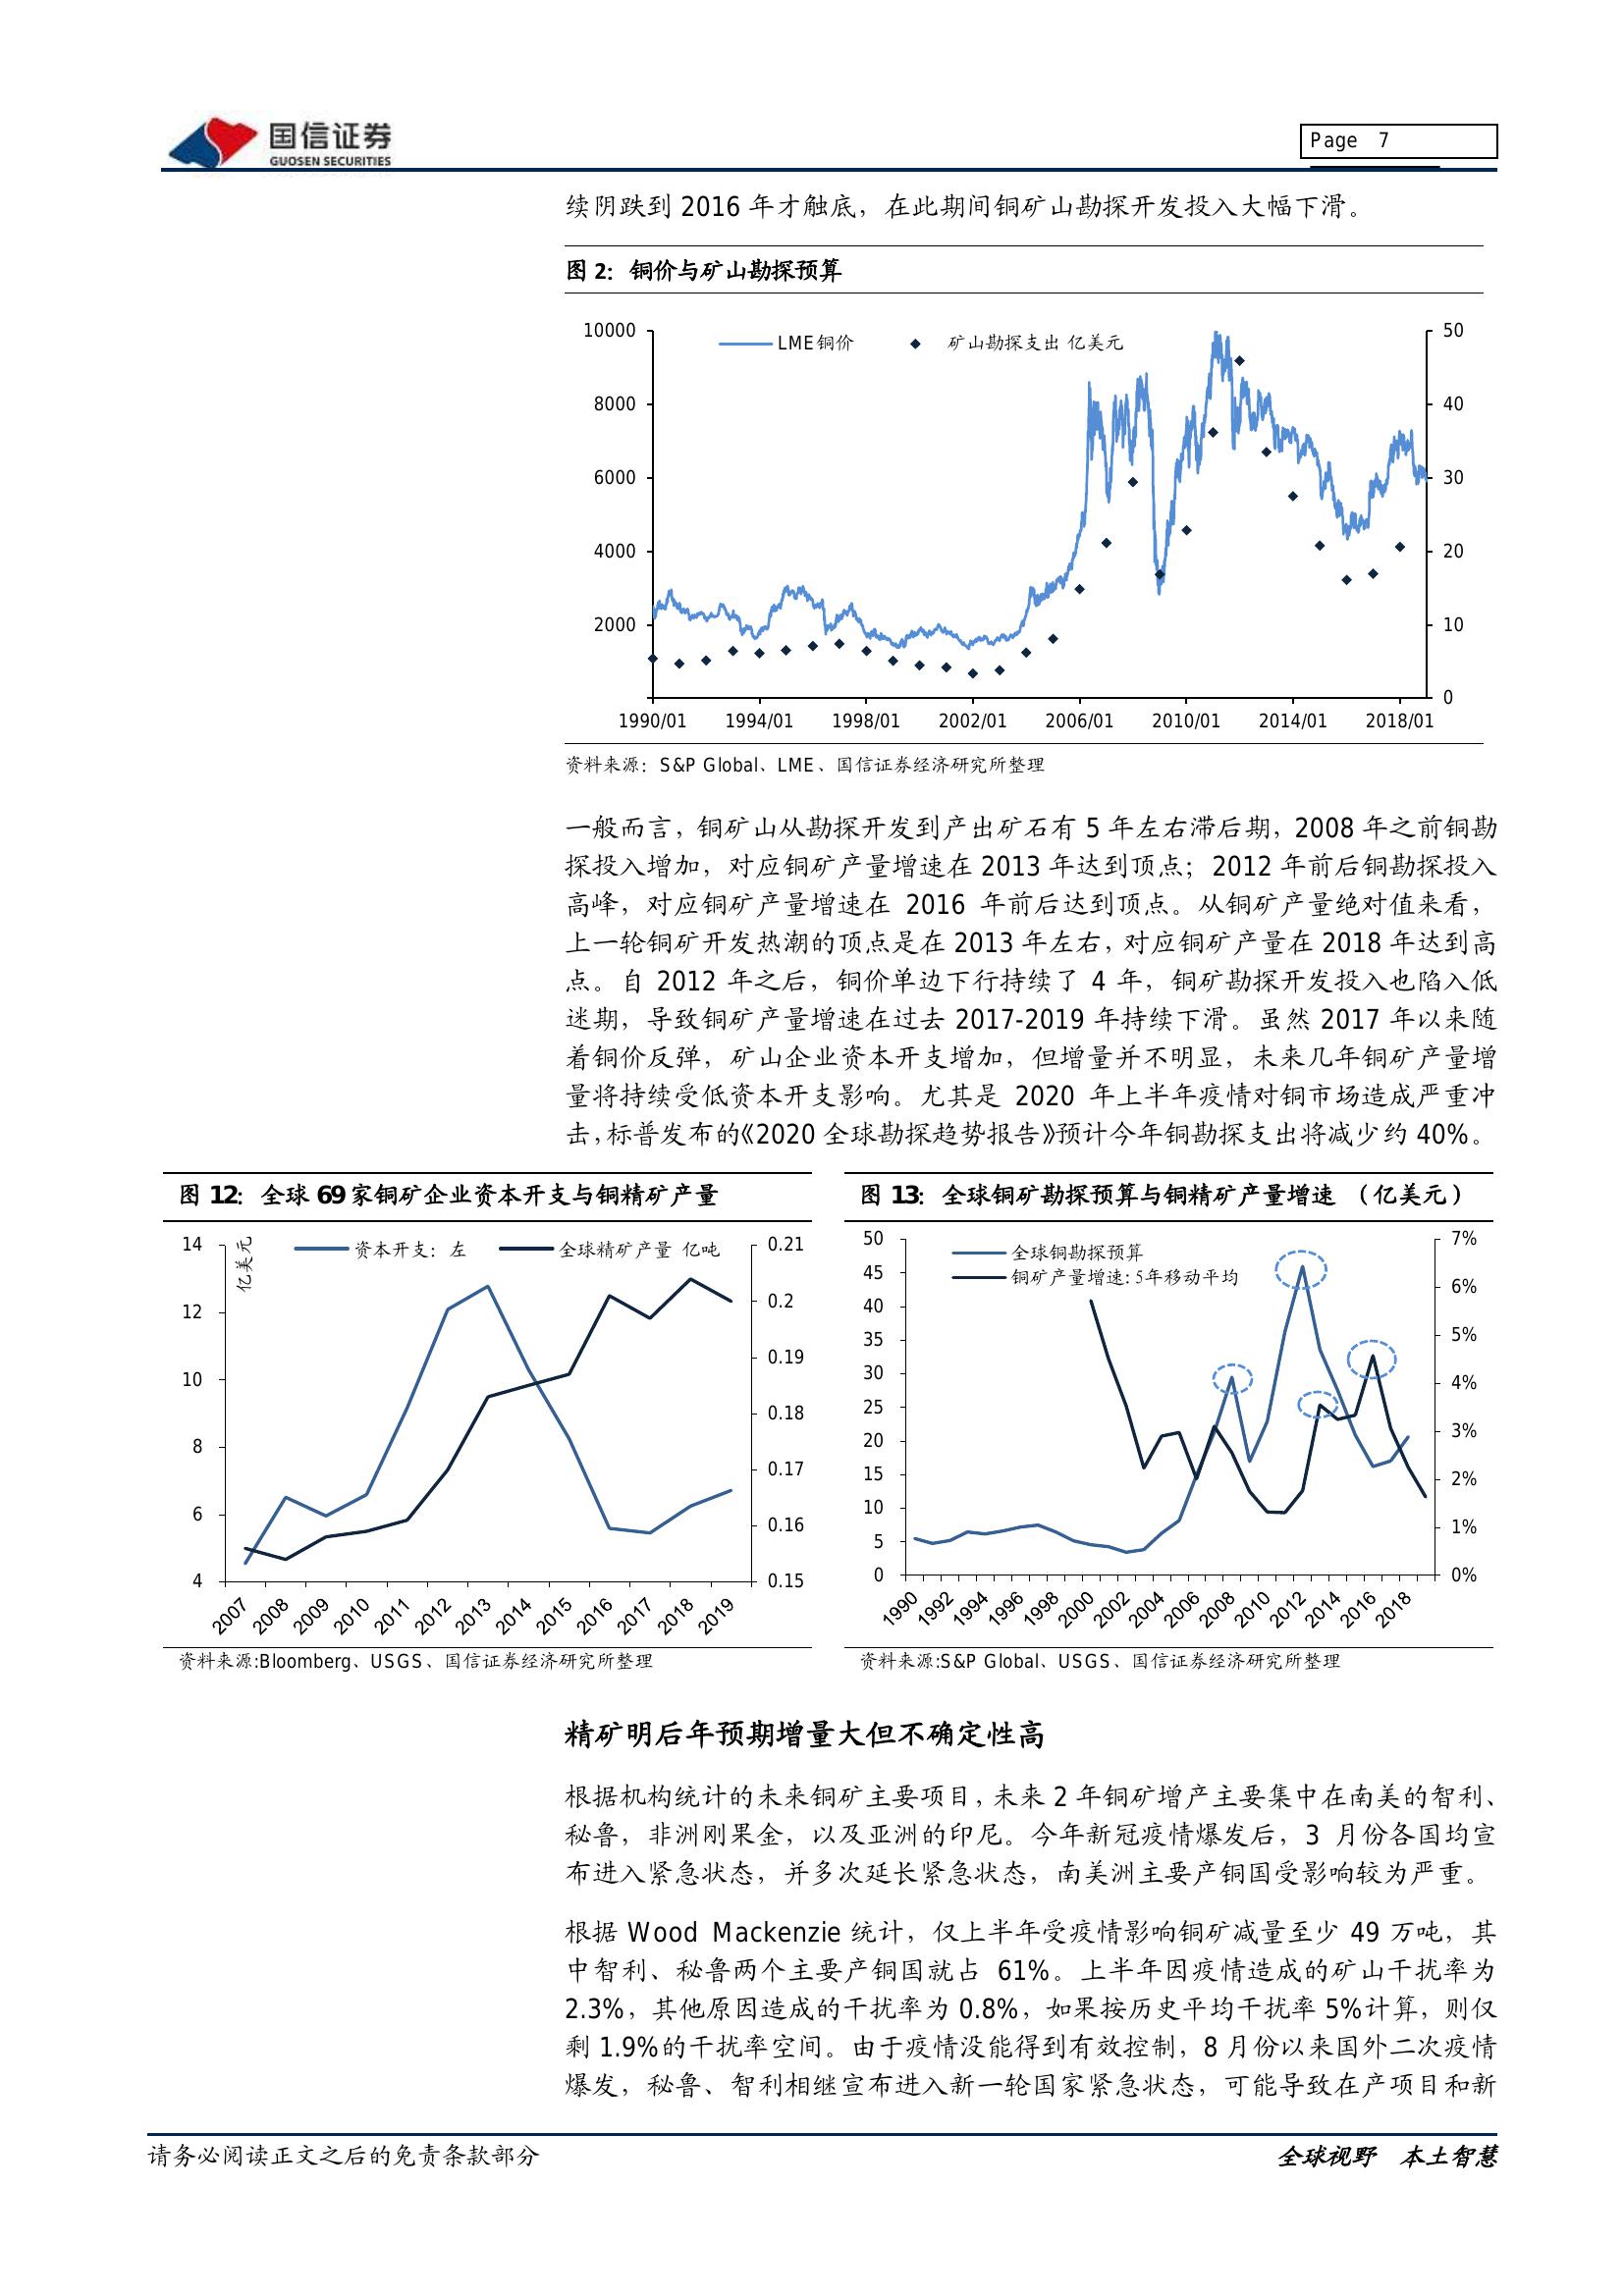 国信证券
GUOSEN SECURITIES
Page 7
续阴跌到 2016 年才触底，在此期间铜矿山勘探开发投入大幅下滑。
图 2：铜价与矿山勘探预算
LME铜价
矿山勘探支出 亿美元
10000
8000
6000
4000
2000
50
40
30
20
10
0
1990/01 1994/01 1998/01 2002/01 2006/01 2010/01 2014/01 2018/01
资料来源：S&P Global、LME、国信证券经济研究所整理
一般而言，铜矿山从勘探开发到产出矿石有 5 年左右滞后期，2008 年之前铜勘
探投入增加，对应铜矿产量增速在 2013 年达到顶点；2012 年前后铜勘探投入
高峰，对应铜矿产量增速在 2016 年前后达到顶点。从铜矿产量绝对值来看，
上一轮铜矿开发热潮的顶点是在 2013 年左右，对应铜矿产量在 2018 年达到高
点。自 2012 年之后，铜价单边下行持续了 4 年，铜矿勘探开发投入也陷入低
迷期，导致铜矿产量增速在过去 2017-2019 年持续下滑。虽然 2017 年以来随
着铜价反弹，矿山企业资本开支增加，但增量并不明显，未来几年铜矿产量增
量将持续受低资本开支影响。尤其是 2020 年上半年疫情对铜市场造成严重冲
击，标普发布的《2020 全球勘探趋势报告》预计今年铜勘探支出将减少约 40%。
图 12：全球 69 家铜矿企业资本开支与铜精矿产量
亿美元
资本开支：左
全球精矿产量 亿吨
14
12
10
8
6
4
0.21
0.2
0.19
0.18
0.17
0.16
0.15
2007 2008 2009 2010 2011 2012 2013 2014 2015 2016 2017 2018 2019
资料来源:Bloomberg、USGS、国信证券经济研究所整理
图 13：全球铜矿勘探预算与铜精矿产量增速 （亿美元）
全球铜勘探预算
铜矿产量增速：5年移动平均
50
45
40
35
30
25
20
15
10
5
0
7%
6%
5%
4%
3%
2%
1%
0%
1990 1992 1994 1996 1998 2000 2002 2004 2006 2008 2010 2012 2014 2016 2018
资料来源:S&P Global、USGS、国信证券经济研究所整理
精矿明后年预期增量大但不确定性高
根据机构统计的未来铜矿主要项目，未来 2 年铜矿增产主要集中在南美的智利、
秘鲁，非洲刚果金，以及亚洲的印尼。今年新冠疫情爆发后，3 月份各国均宣
布进入紧急状态，并多次延长紧急状态，南美洲主要产铜国受影响较为严重。
根据 Wood Mackenzie 统计，仅上半年受疫情影响铜矿减量至少 49 万吨，其
中智利、秘鲁两个主要产铜国就占 61%。上半年因疫情造成的矿山干扰率为
2.3%，其他原因造成的干扰率为 0.8%，如果按历史平均干扰率 5%计算，则仅
剩 1.9%的干扰率空间。由于疫情没能得到有效控制，8 月份以来国外二次疫情
爆发，秘鲁、智利相继宣布进入新一轮国家紧急状态，可能导致在产项目和新
请务必阅读正文之后的免责条款部分
全球视野 本土智慧